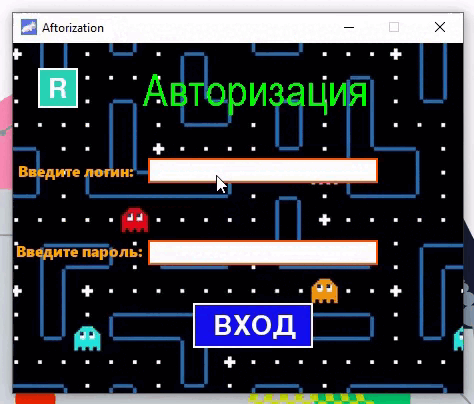 Aftorization
R
Авторизация
Введите логин:
Введите пароль:
ВХОД